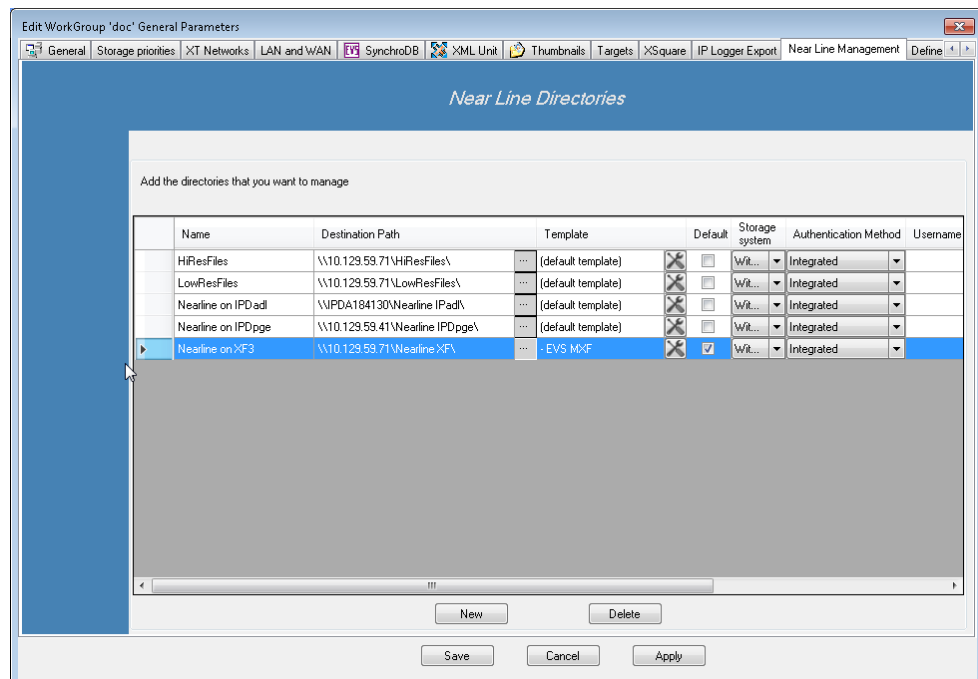 Edit WorkGroup 'doc' General Parameters
General Storage priorities XT Networks LAN and WAN EVS SynchroDB XML Unit Thumbnails Targets XSquare IP Logger Export Near Line Management Define
Near Line Directories
Add the directories that you want to manage
Name Destination Path Template Default Storage system Authentication Method Username
HiResFiles \\10.129.59.71\HiResFiles\ ... (default template) Wit... Integrated
LowResFiles \\10.129.59.71\LowResFiles\ ... (default template) Wit... Integrated
Nearline on IPDadl \\IPDA184130\Nearline IPadl\ ... (default template) Wit... Integrated
Nearline on IPDpge \\10.129.59.41\Nearline IPDpge\ ... (default template) Wit... Integrated
Nearline on XF3 \\10.129.59.71\Nearline XF\ ... - EVS MXF Wit... Integrated
New Delete
Save Cancel Apply